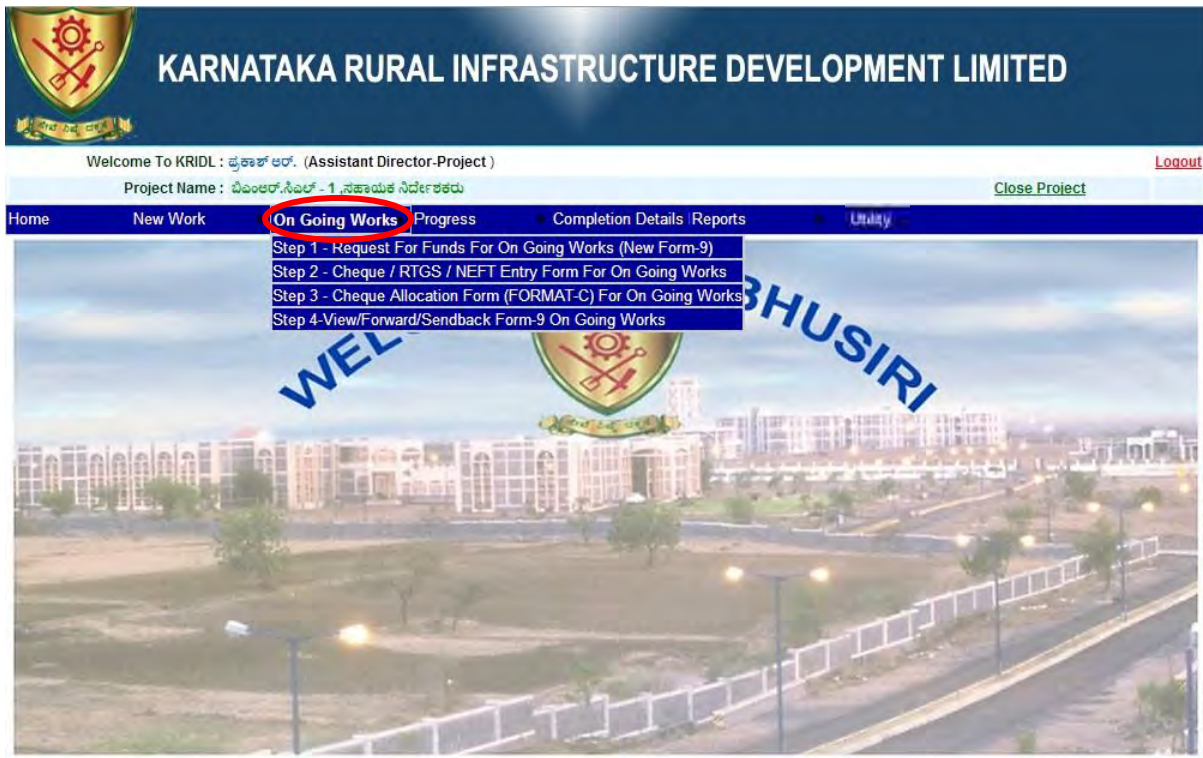 KARNATAKA RURAL INFRASTRUCTURE DEVELOPMENT LIMITED
Welcome To KRIDL : ಪ್ರಕಾಶ್ ಆರ್. (Assistant Director-Project )
Logout
Project Name : ಬಿಎಂಆರ್.ಸಿಎಲ್ - 1 ,ಸಹಾಯಕ ನಿರ್ದೇಶಕರು
Close Project
Home New Work On Going Works Progress Completion Details Reports Utility
Step 1 - Request For Funds For On Going Works (New Form-9)
Step 2 - Cheque / RTGS / NEFT Entry Form For On Going Works
Step 3 - Cheque Allocation Form (FORMAT-C) For On Going Works
Step 4-View/Forward/Sendback Form-9 On Going Works